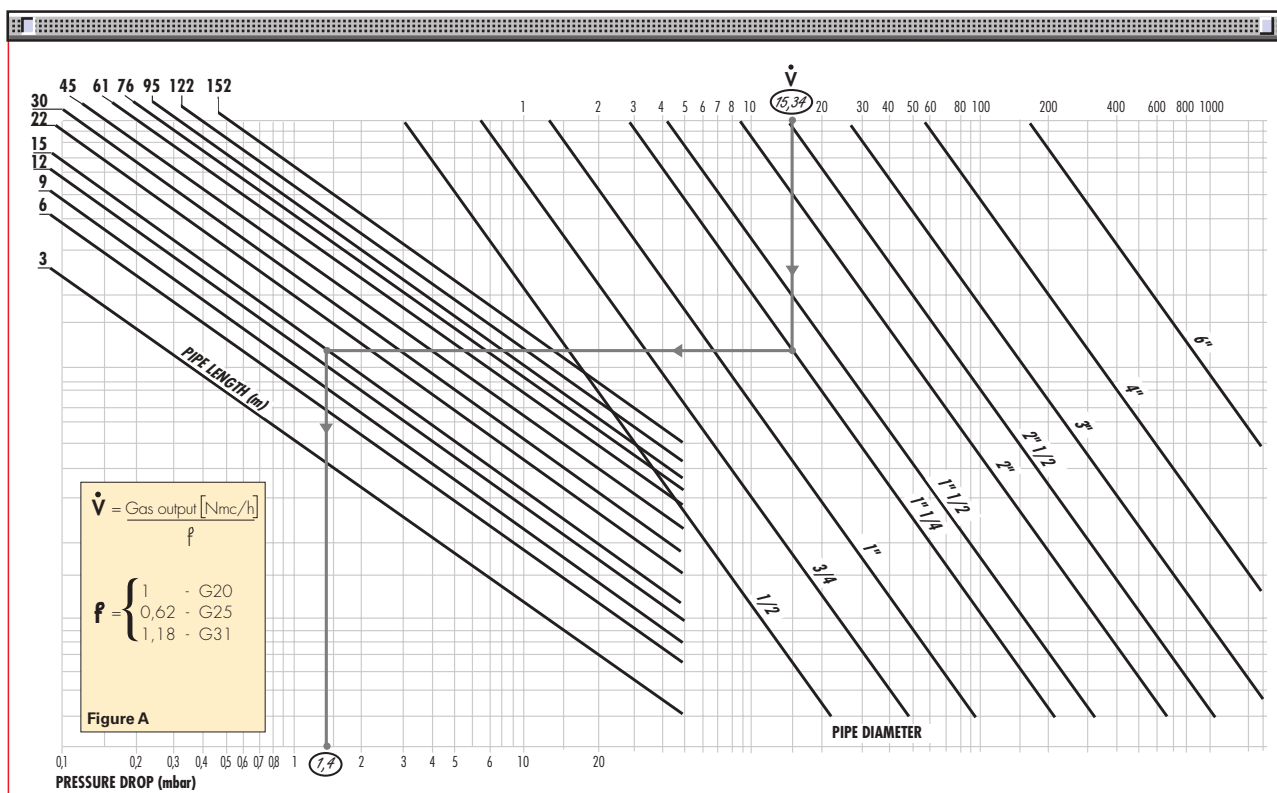 V̇
30 45 61 76 95 122 152
1 2 3 4 5 6 7 8 10 15,34 20 30 40 50 60 80 100 200 400 600 800 1000
22
15
12
9
6
3
PIPE LENGTH (m)
6"
4"
3"
2" 1/2
2"
1" 1/2
1" 1/4
1"
3/4
1/2
V̇ = Gas output [Nmc/h]
f
f = { 1 - G20
0,62 - G25
1,18 - G31
Figure A
PIPE DIAMETER
0,1 0,2 0,3 0,4 0,5 0,6 0,7 0,8 1 1,4 2 3 4 5 6 10 20
PRESSURE DROP (mbar)